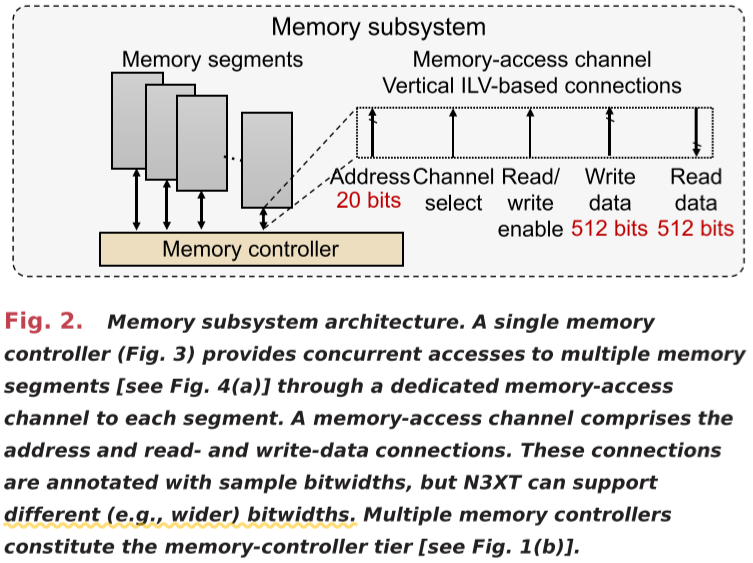 Memory subsystem
Memory segments
Memory-access channel
Vertical ILV-based connections
...
Address
20 bits
Channel
select
Read/
write
enable
Write
data
512 bits
Read
data
512 bits
Memory controller
Fig. 2. Memory subsystem architecture. A single memory
controller (Fig. 3) provides concurrent accesses to multiple memory
segments [see Fig. 4(a)] through a dedicated memory-access
channel to each segment. A memory-access channel comprises the
address and read- and write-data connections. These connections
are annotated with sample bitwidths, but N3XT can support
different (e.g., wider) bitwidths. Multiple memory controllers
constitute the memory-controller tier [see Fig. 1(b)].